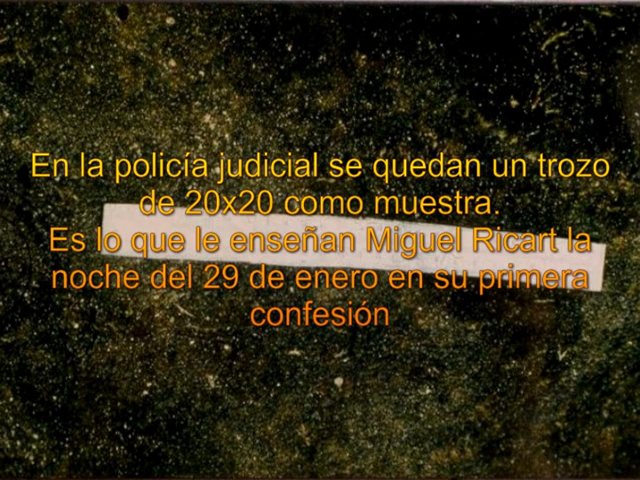 En la policía judicial se quedan un trozo
de 20x20 como muestra.
Es lo que le enseñan Miguel Ricart la
noche del 29 de enero en su primera
confesión